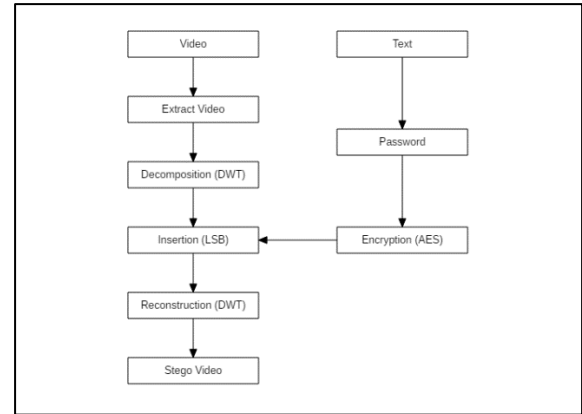 Video
Text
Extract Video
Password
Decomposition (DWT)
Insertion (LSB)
Encryption (AES)
Reconstruction (DWT)
Stego Video